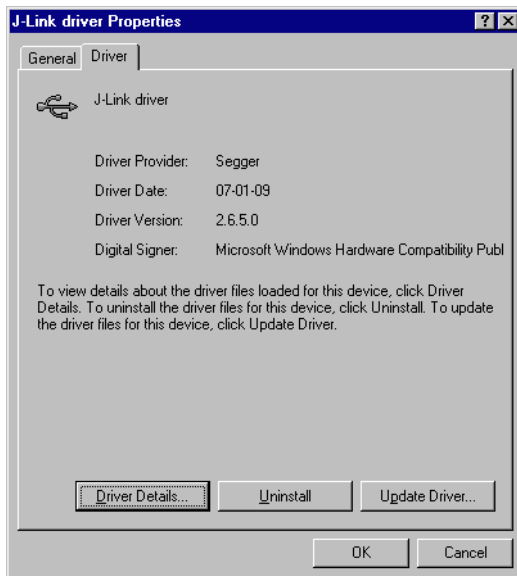 J-Link driver Properties
General Driver
J-Link driver
Driver Provider: Segger
Driver Date: 07-01-09
Driver Version: 2.6.5.0
Digital Signer: Microsoft Windows Hardware Compatibility Publ
To view details about the driver files loaded for this device, click Driver
Details. To uninstall the driver files for this device, click Uninstall. To update
the driver files for this device, click Update Driver.
Driver Details... Uninstall Update Driver...
OK Cancel